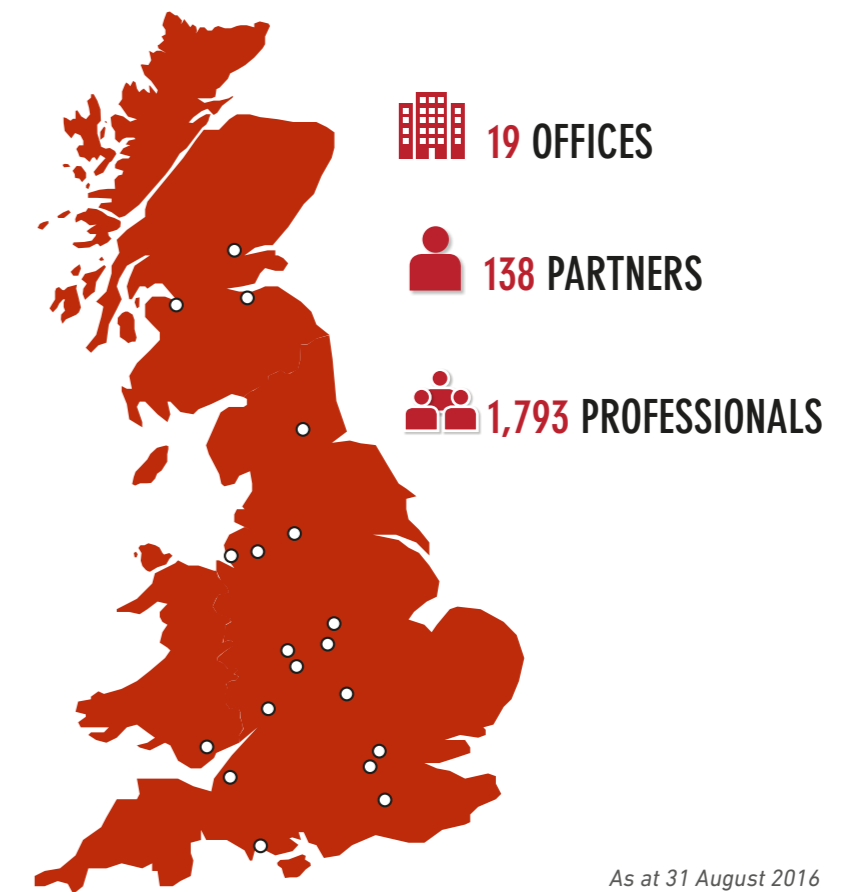 19 OFFICES
138 PARTNERS
1,793 PROFESSIONALS
As at 31 August 2016